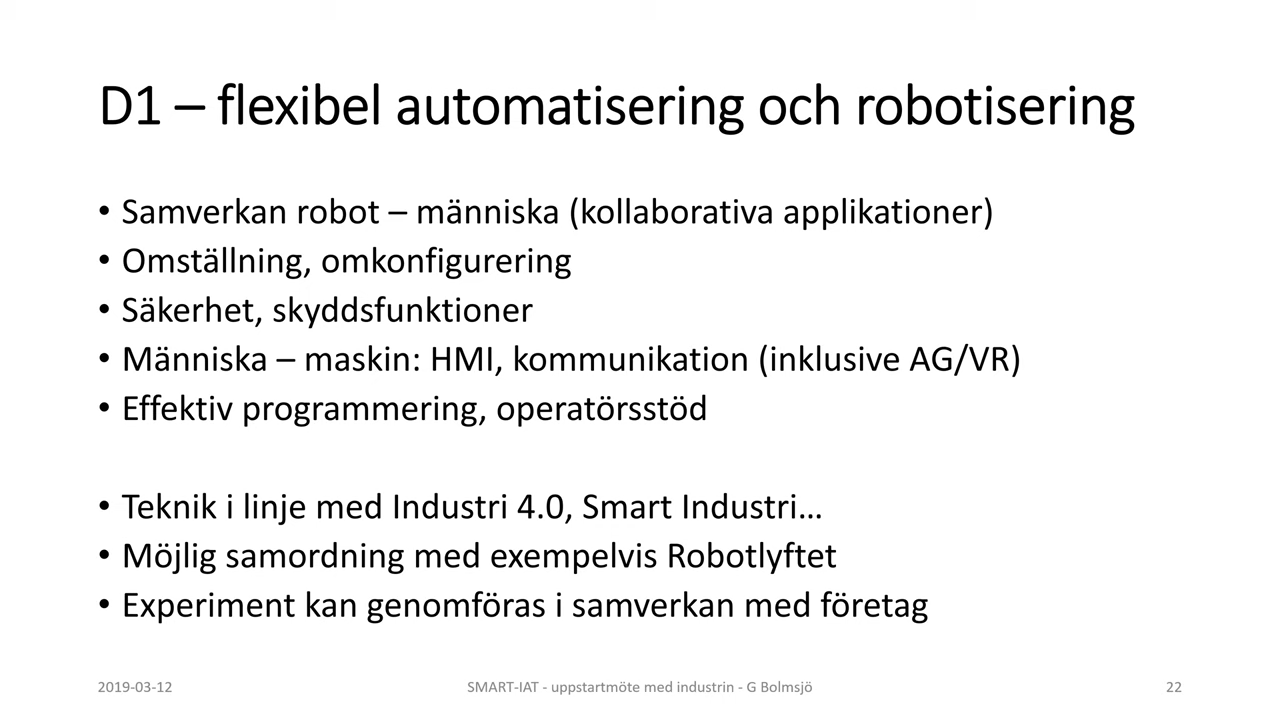 D1 – flexibel automatisering och robotisering
• Samverkan robot – människa (kollaborativa applikationer)
• Omställning, omkonfigurering
• Säkerhet, skyddsfunktioner
• Människa – maskin: HMI, kommunikation (inklusive AG/VR)
• Effektiv programmering, operatörsstöd
• Teknik i linje med Industri 4.0, Smart Industri…
• Möjlig samordning med exempelvis Robotlyftet
• Experiment kan genomföras i samverkan med företag
2019-03-12
SMART-IAT - uppstartmöte med industrin - G Bolmsjö
22